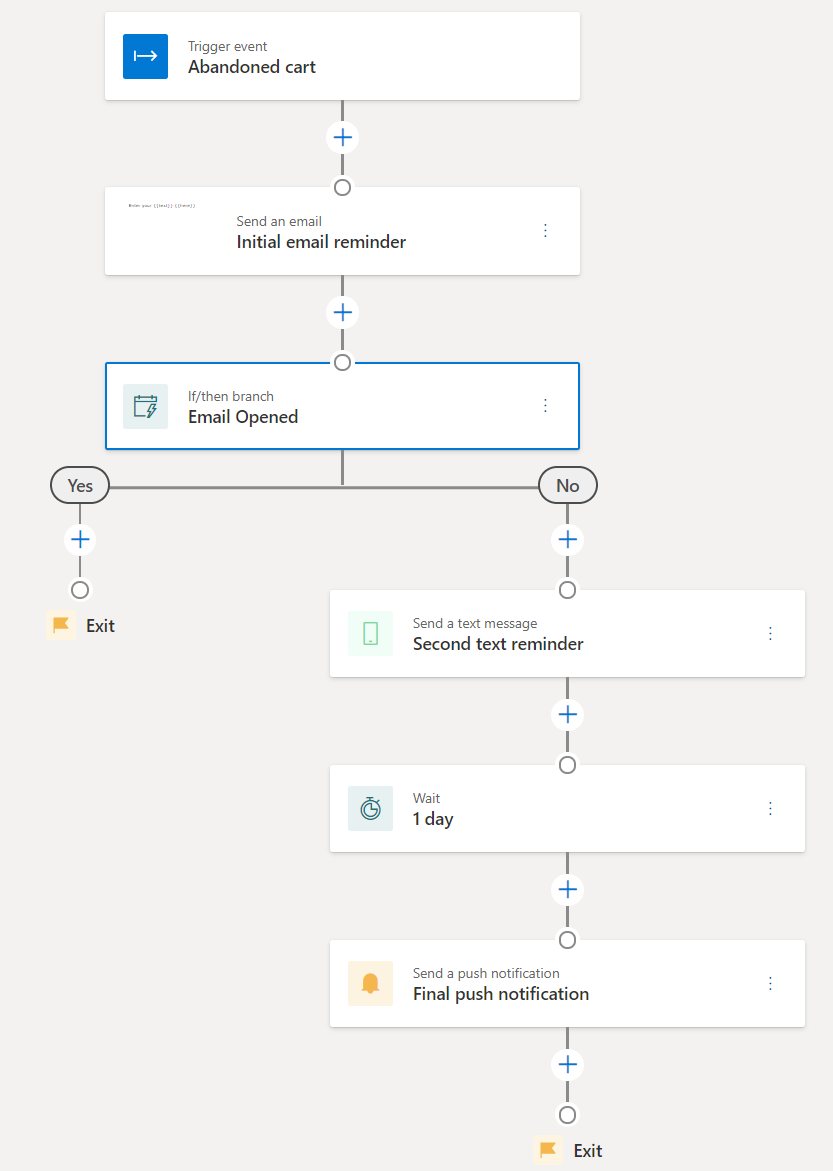 Trigger event
Abandoned cart
Enter your {{text}} {{here}}
Send an email
Initial email reminder
If/then branch
Email Opened
Yes
No
Exit
Send a text message
Second text reminder
Wait
1 day
Send a push notification
Final push notification
Exit